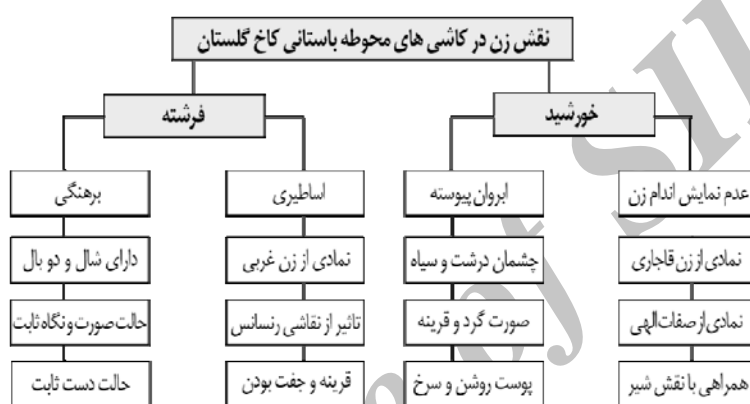 نقش زن در کاشی های محوطه باستانی کاخ گلستان
خورشید
فرشته
عدم نمایش اندام زن
ابروان پیوسته
اساطیری
برهنگی
نمادی از زن قاجاری
چشمان درشت و سیاه
نمادی از زن غربی
دارای شال و دو بال
نمادی از صفات الهی
صورت گرد و قرینه
تاثیر از نقاشی رنسانس
حالت صورت و نگاه ثابت
همراهی با نقش شیر
پوست روشن و سرخ
قرینه و جفت بودن
حالت دست ثابت
of SI